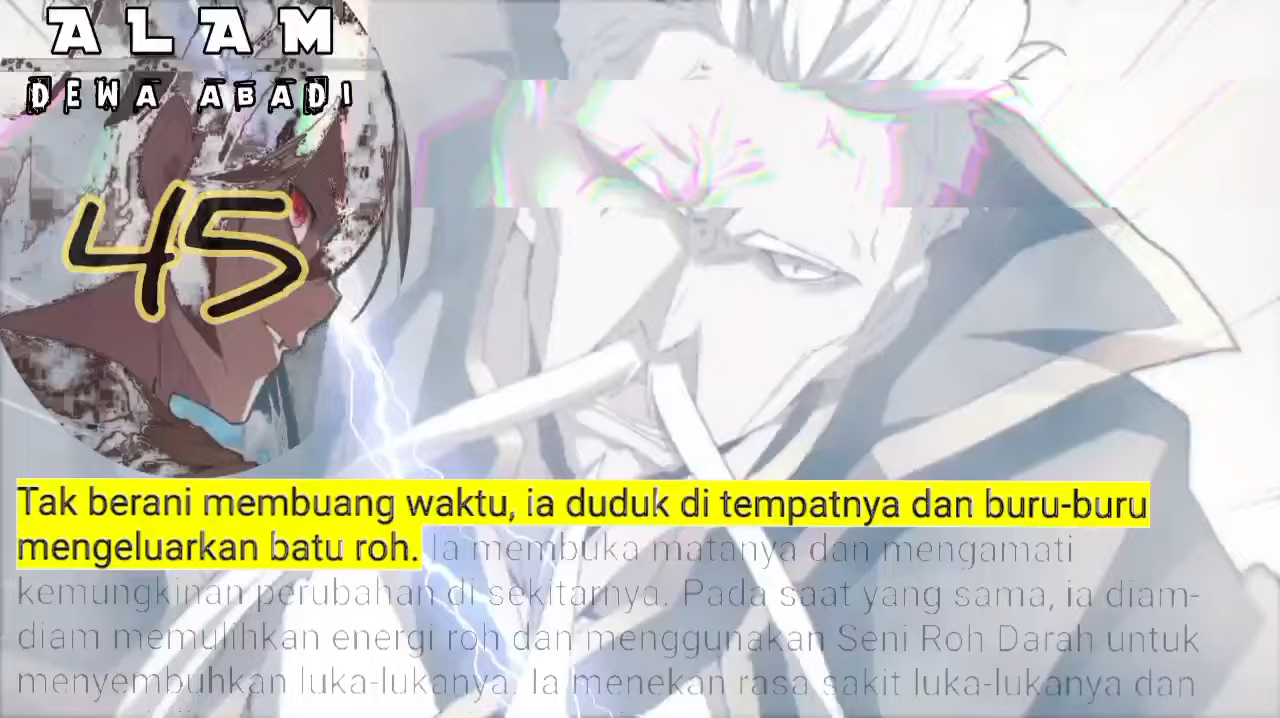 ALAM
DEWA ABADI
45
Tak berani membuang waktu, ia duduk di tempatnya dan buru-buru
mengeluarkan batu roh. Ia membuka matanya dan mengamati
kemungkinan perubahan di sekitarnya. Pada saat yang sama, ia diam-
diam memulihkan energi roh dan menggunakan Seni Roh Darah untuk
menyembuhkan luka-lukanya. Ia menekan rasa sakit luka-lukanya dan